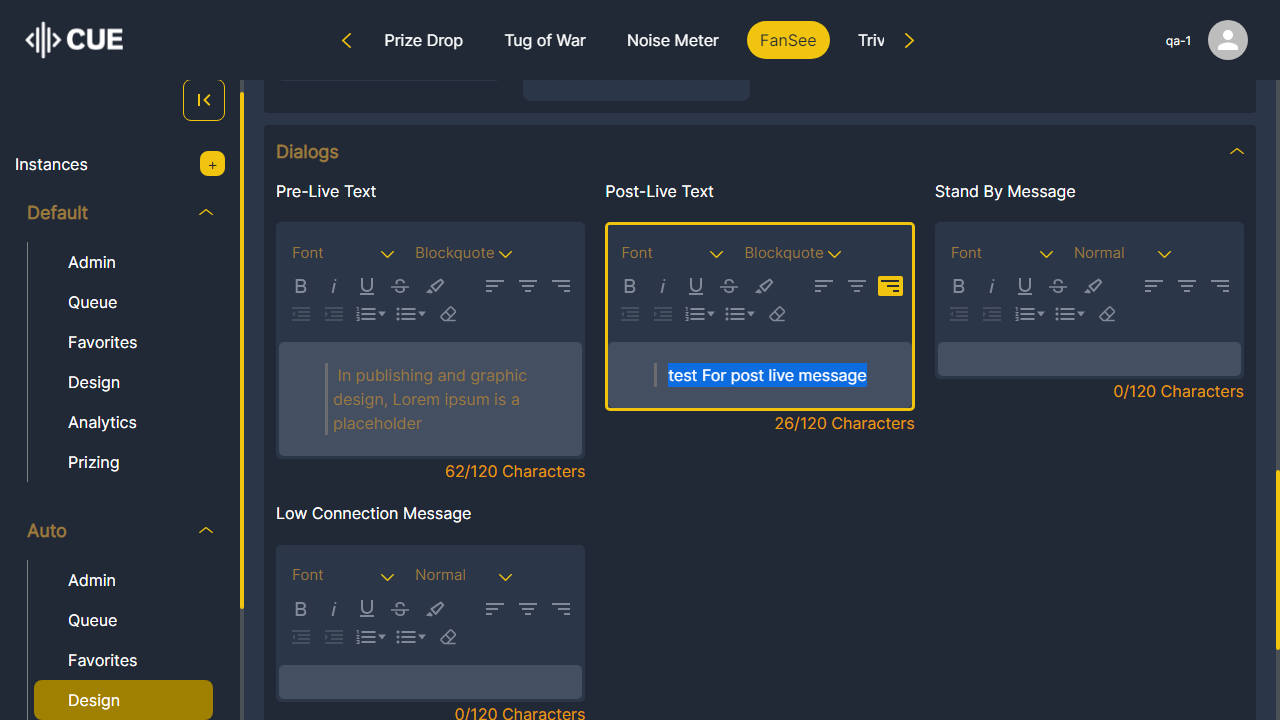 CUE
Prize Drop
Tug of War
Noise Meter
FanSee
Triv
qa-1
Instances
+
Default
Admin
Queue
Favorites
Design
Analytics
Prizing
Auto
Admin
Queue
Favorites
Design
Dialogs
Pre-Live Text
Font
Blockquote
In publishing and graphic
design, Lorem ipsum is a
placeholder
62/120 Characters
Post-Live Text
Font
Blockquote
test For post live message
26/120 Characters
Stand By Message
Font
Normal
0/120 Characters
Low Connection Message
Font
Normal
0/120 Characters